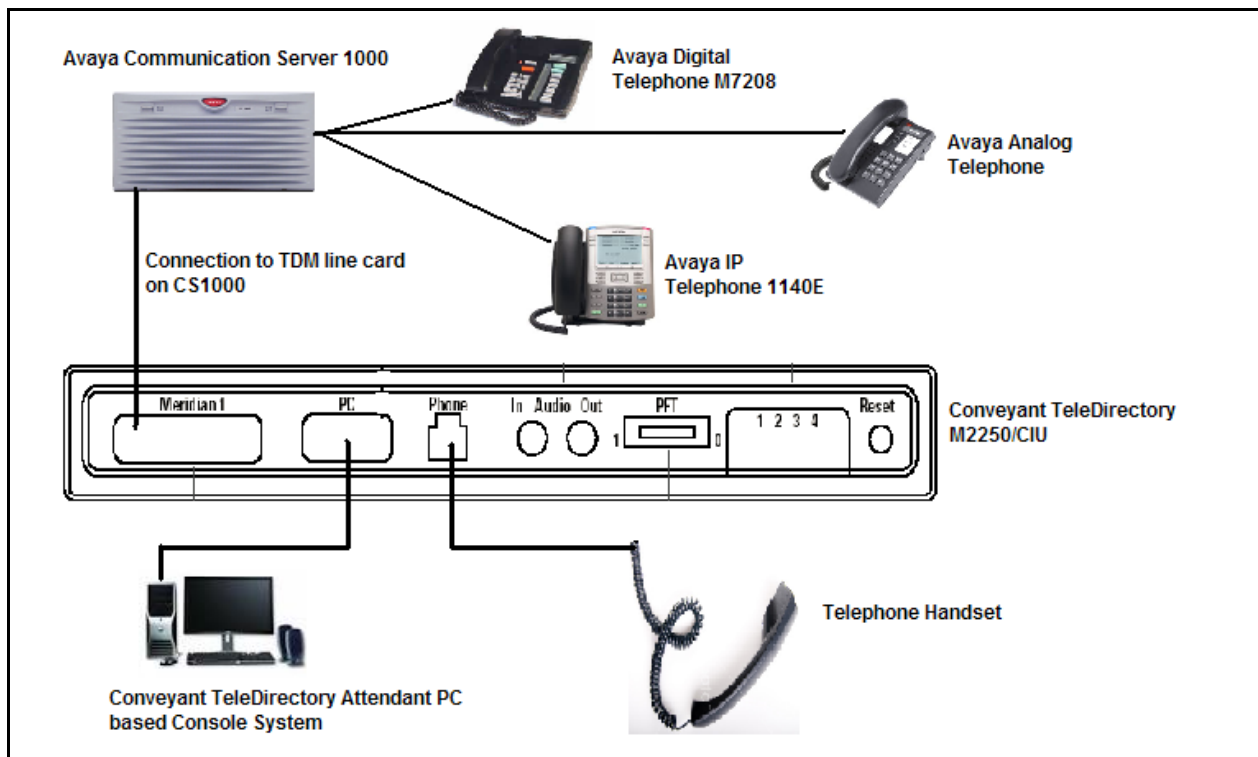 Avaya Communication Server 1000
Avaya Digital
Telephone M7208
Avaya Analog
Telephone
Connection to TDM line card
on CS1000
Avaya IP
Telephone 1140E
Meridian 1
PC
Phone
In Audio Out
PFT
1
0
1 2 3 4
Reset
Conveyant TeleDirectory
M2250/CIU
Telephone Handset
Conveyant TeleDirectory Attendant PC
based Console System